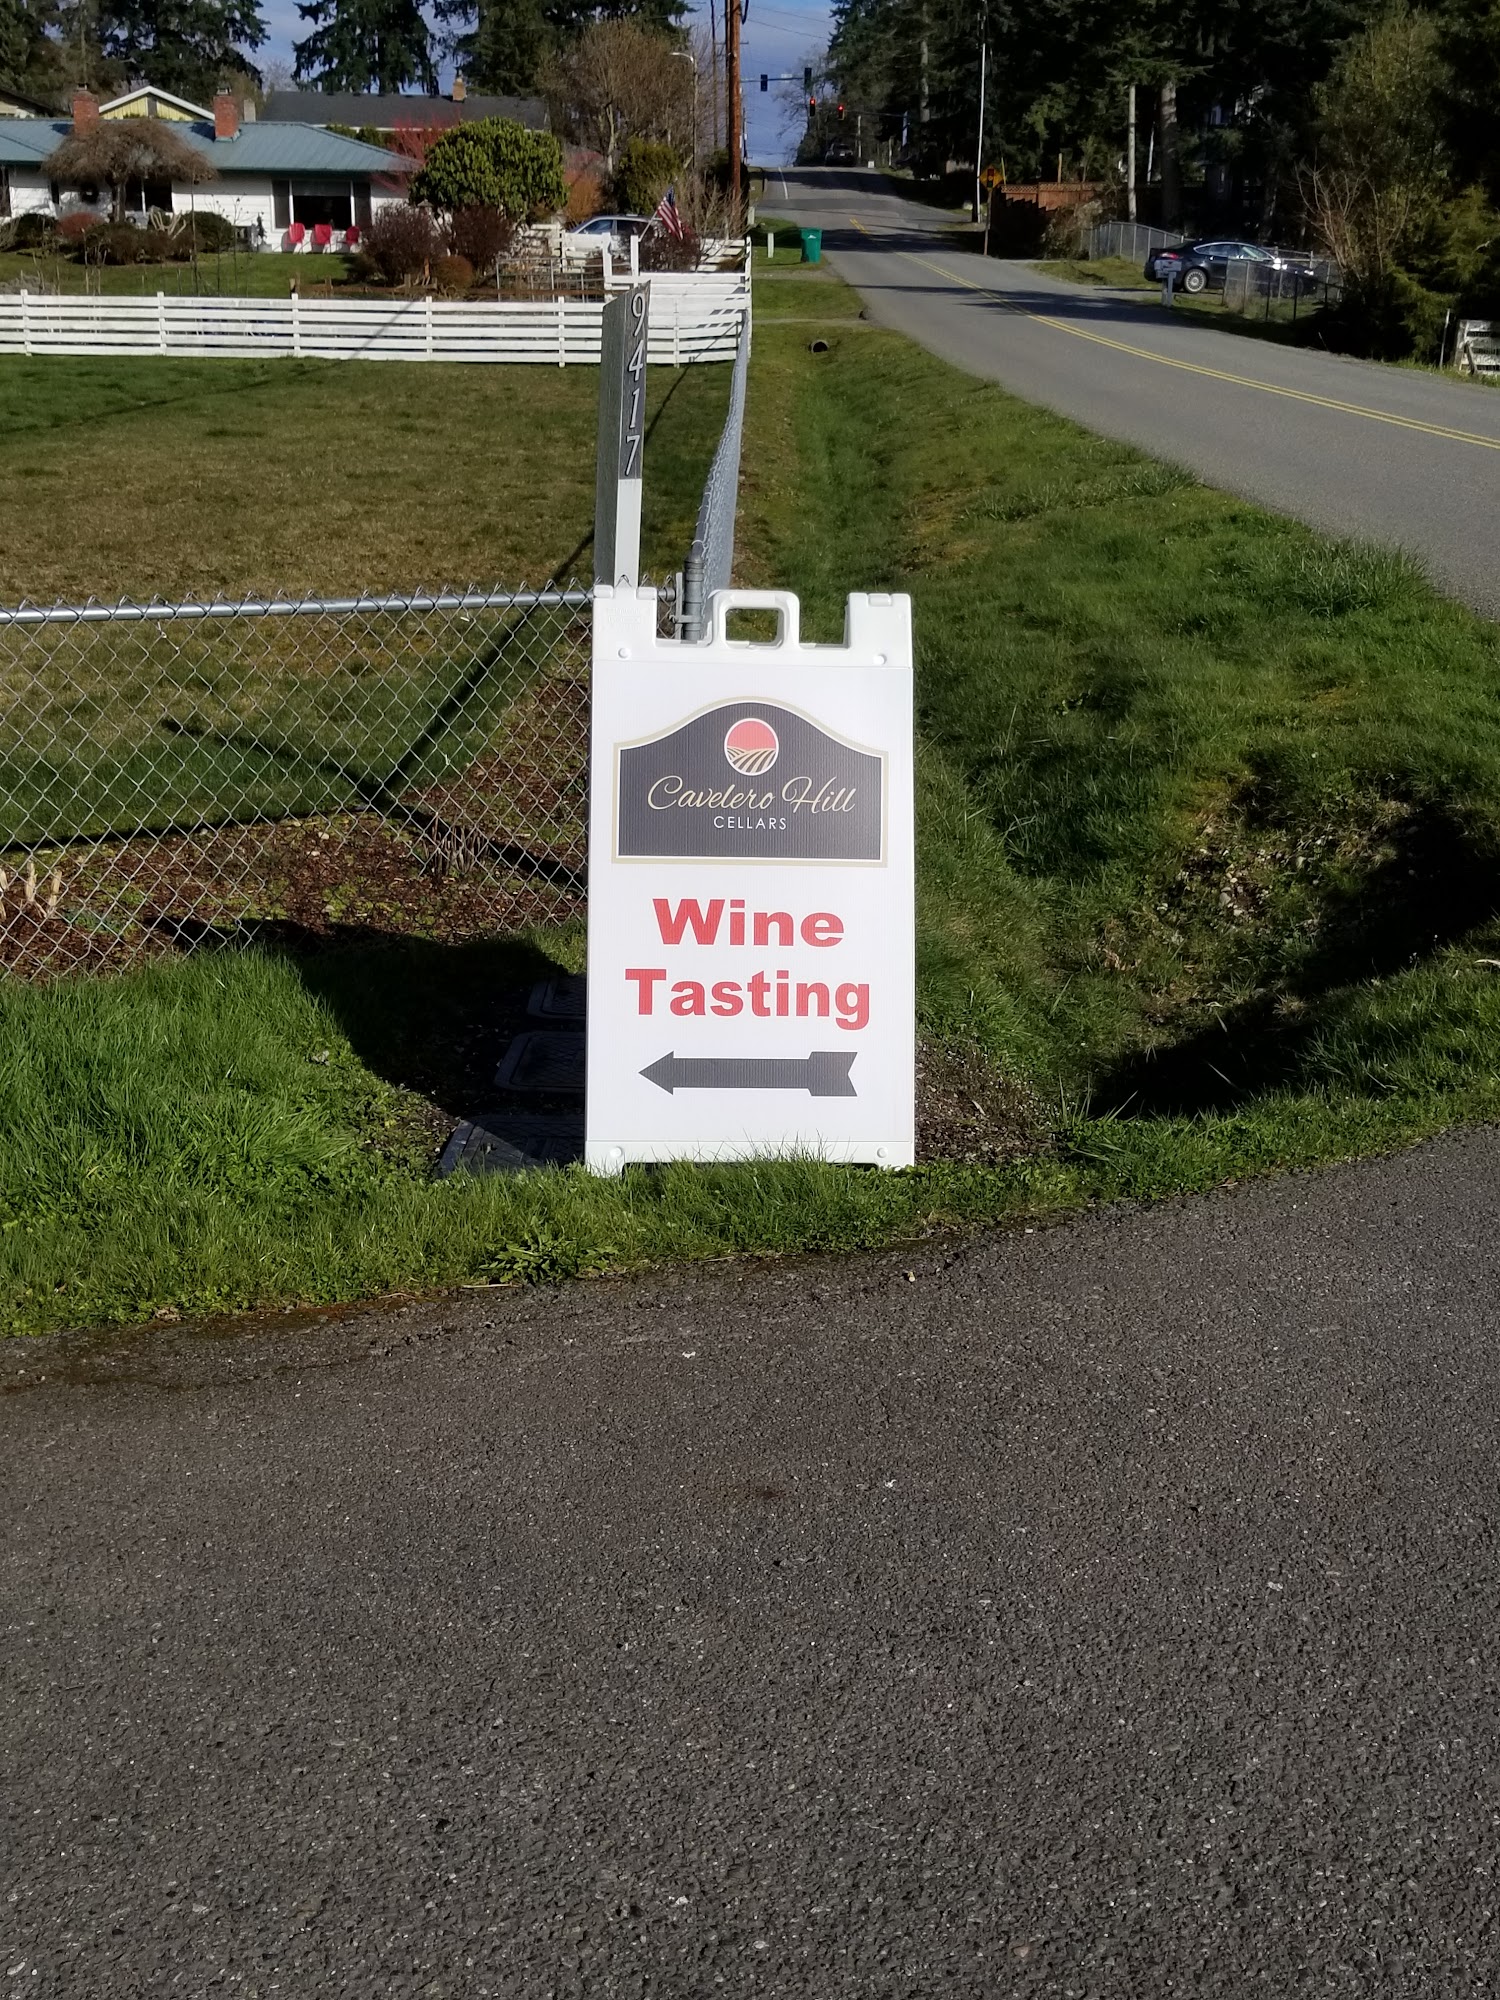 9417
Cavelero Hill
CELLARS
Wine
Tasting